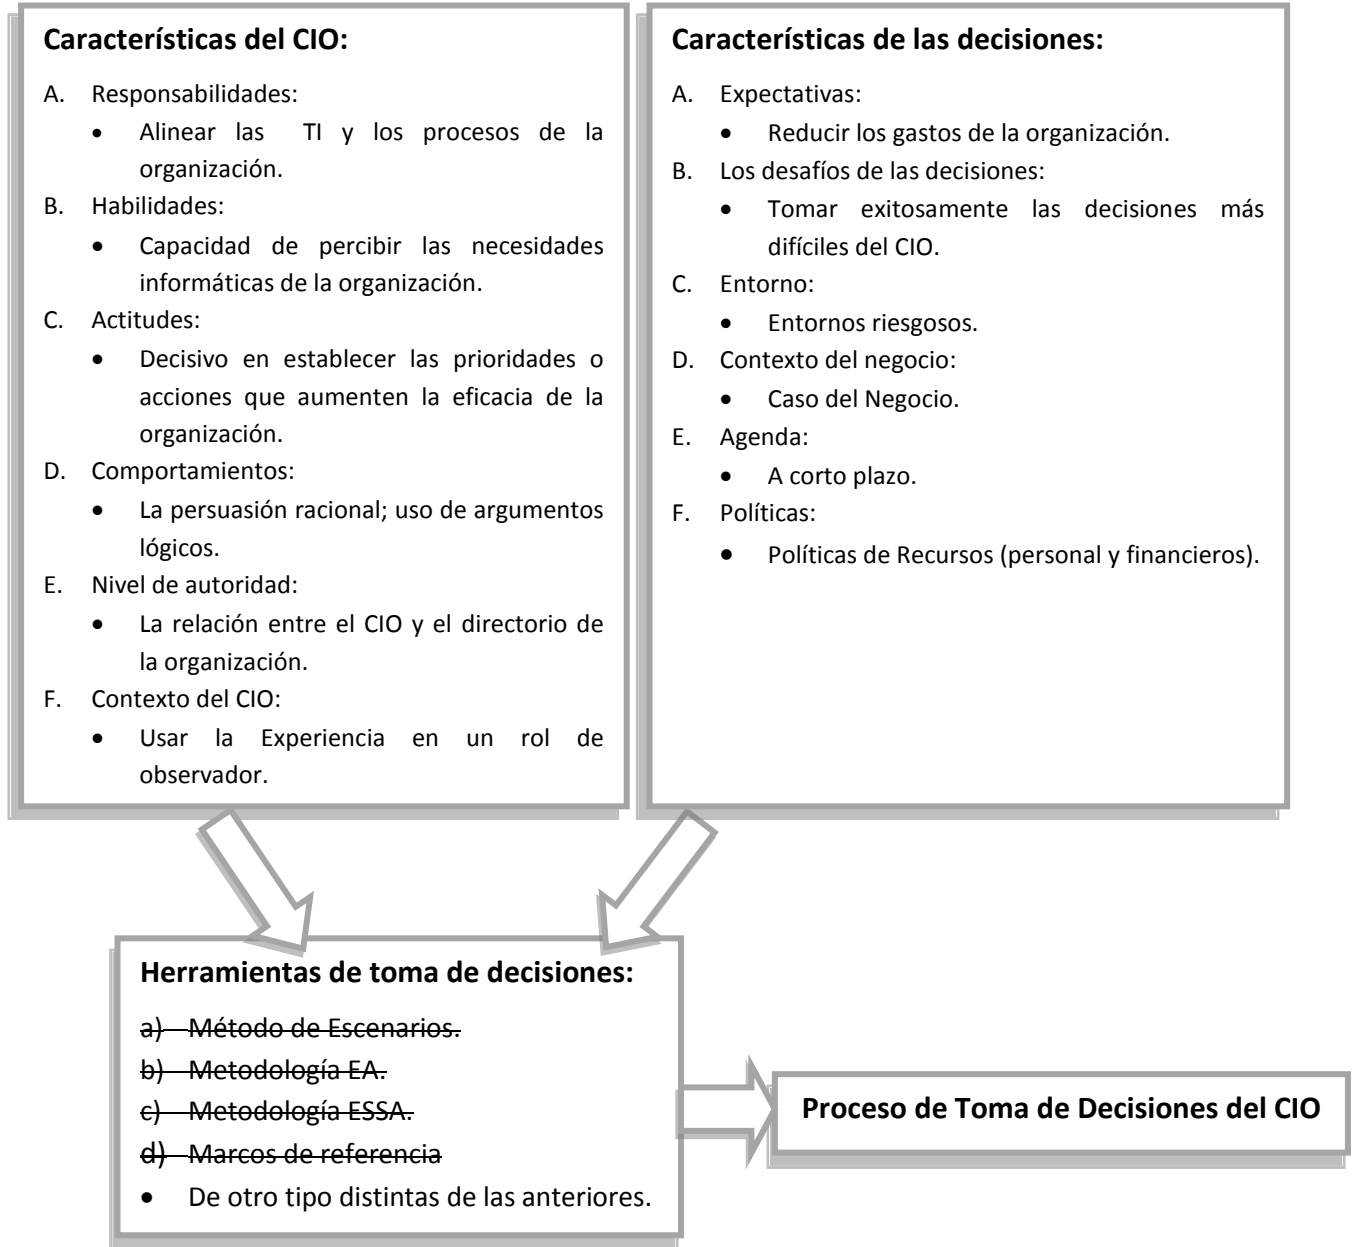 Características del CIO:
A. Responsabilidades:
• Alinear las TI y los procesos de la
organización.
B. Habilidades:
• Capacidad de percibir las necesidades
informáticas de la organización.
C. Actitudes:
• Decisivo en establecer las prioridades o
acciones que aumenten la eficacia de la
organización.
D. Comportamientos:
• La persuasión racional; uso de argumentos
lógicos.
E. Nivel de autoridad:
• La relación entre el CIO y el directorio de
la organización.
F. Contexto del CIO:
• Usar la Experiencia en un rol de
observador.
Características de las decisiones:
A. Expectativas:
• Reducir los gastos de la organización.
B. Los desafíos de las decisiones:
• Tomar exitosamente las decisiones más
difíciles del CIO.
C. Entorno:
• Entornos riesgosos.
D. Contexto del negocio:
• Caso del Negocio.
E. Agenda:
• A corto plazo.
F. Políticas:
• Políticas de Recursos (personal y financieros).
Herramientas de toma de decisiones:
a) Método de Escenarios.
b) Metodología EA.
c) Metodología ESSA.
d) Marcos de referencia
• De otro tipo distintas de las anteriores.
Proceso de Toma de Decisiones del CIO